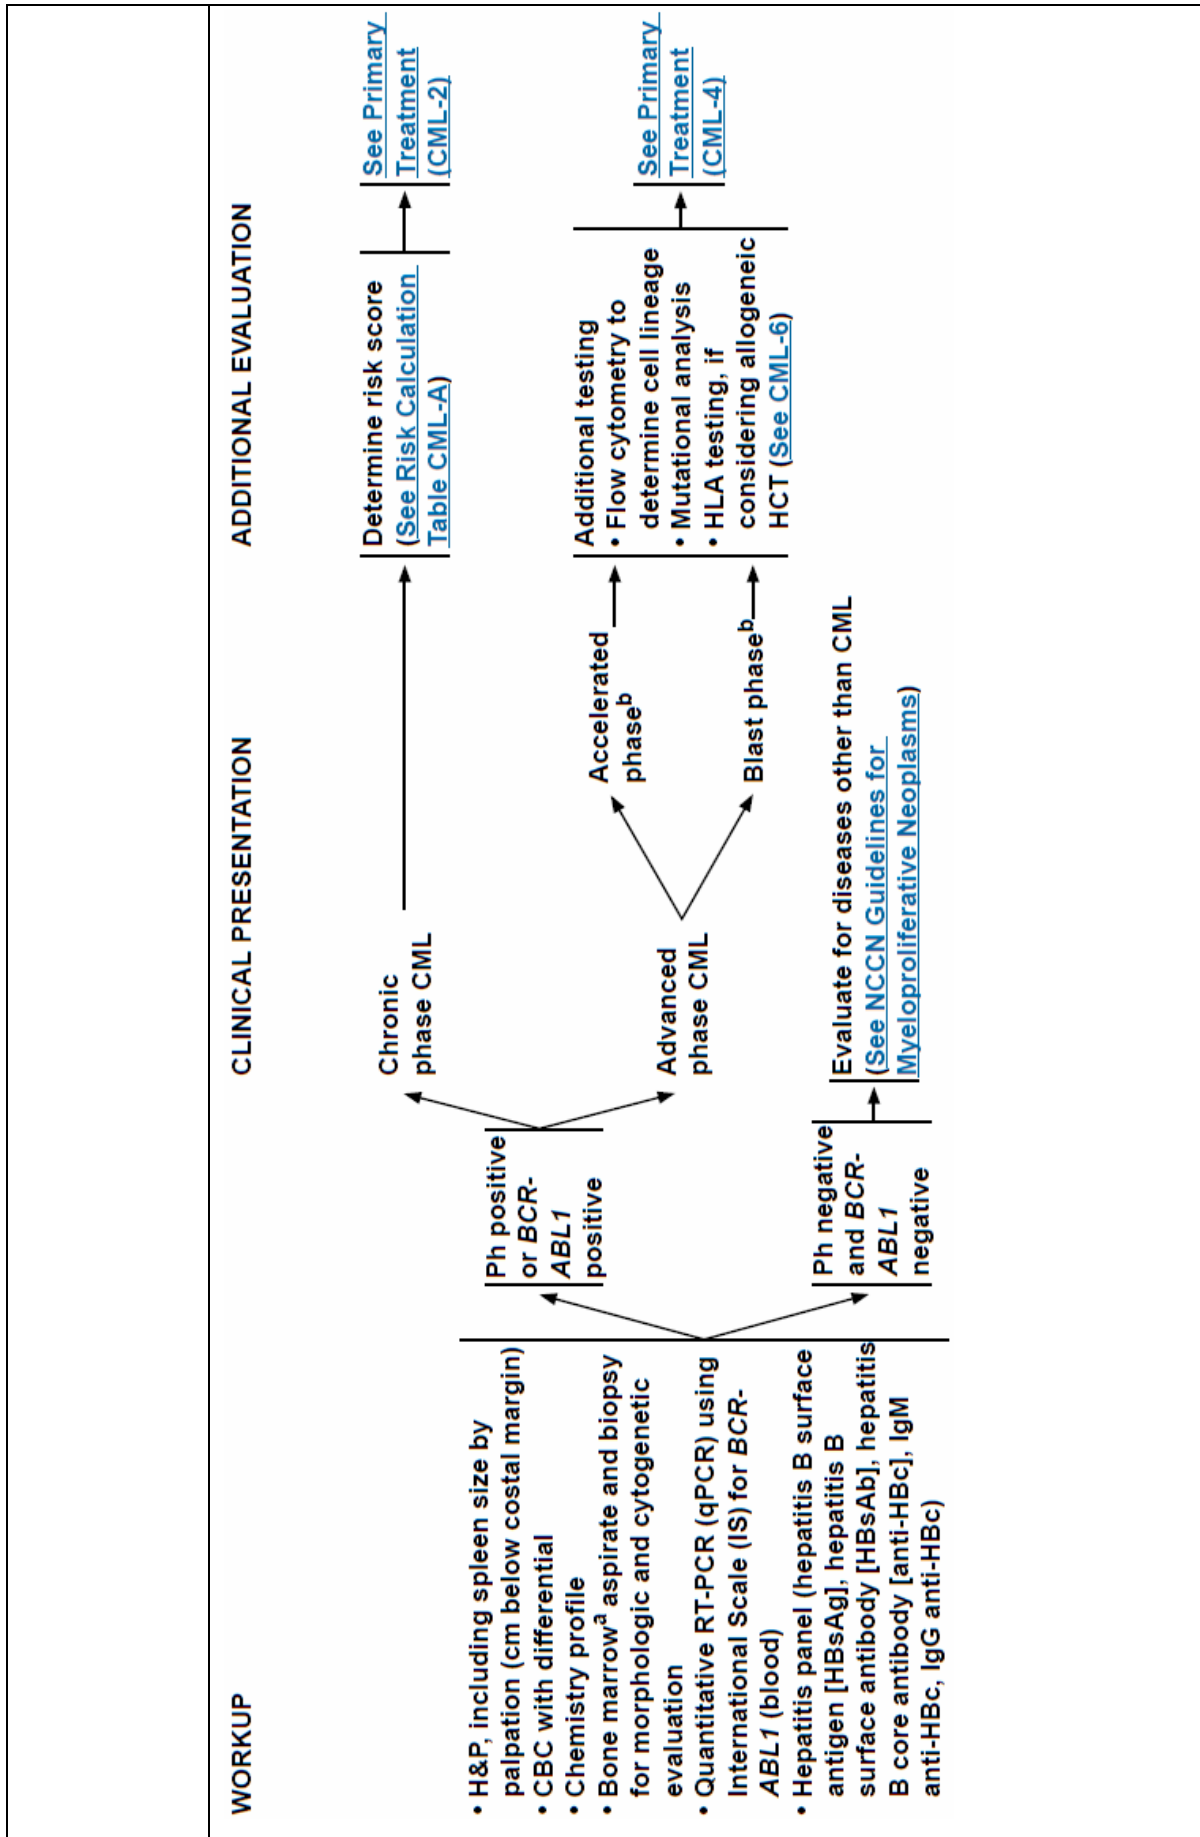 WORKUP
• H&P, including spleen size by
palpation (cm below costal margin)
• CBC with differential
• Chemistry profile
• Bone marrowa aspirate and biopsy
for morphologic and cytogenetic
evaluation
• Quantitative RT-PCR (qPCR) using
International Scale (IS) for BCR-
ABL1 (blood)
• Hepatitis panel (hepatitis B surface
antigen [HBsAg], hepatitis B
surface antibody [HBsAb], hepatitis
B core antibody [anti-HBc], IgM
anti-HBc, IgG anti-HBc)
Ph positive
or BCR-
ABL1
positive
Ph negative
and BCR-
ABL1
negative
CLINICAL PRESENTATION
Chronic
phase CML
Advanced
phase CML
Accelerated
phaseb
Blast phaseb
Evaluate for diseases other than CML
(See NCCN Guidelines for
Myeloproliferative Neoplasms)
ADDITIONAL EVALUATION
Determine risk score
(See Risk Calculation
Table CML-A)
See Primary
Treatment
(CML-2)
Additional testing
• Flow cytometry to
determine cell lineage
• Mutational analysis
• HLA testing, if
considering allogeneic
HCT (See CML-6)
See Primary
Treatment
(CML-4)